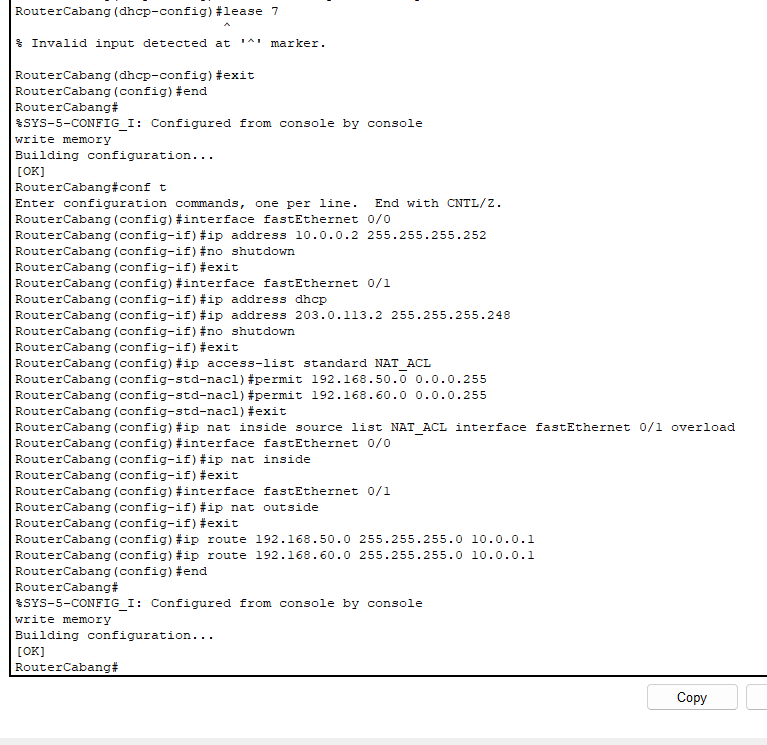 RouterCabang(dhcp-config)#lease 7
^
% Invalid input detected at '^' marker.
RouterCabang(dhcp-config)#exit
RouterCabang(config)#end
RouterCabang#
%SYS-5-CONFIG_I: Configured from console by console
write memory
Building configuration...
[OK]
RouterCabang#conf t
Enter configuration commands, one per line.  End with CNTL/Z.
RouterCabang(config)#interface fastEthernet 0/0
RouterCabang(config-if)#ip address 10.0.0.2 255.255.255.252
RouterCabang(config-if)#no shutdown
RouterCabang(config-if)#exit
RouterCabang(config)#interface fastEthernet 0/1
RouterCabang(config-if)#ip address dhcp
RouterCabang(config-if)#ip address 203.0.113.2 255.255.255.248
RouterCabang(config-if)#no shutdown
RouterCabang(config-if)#exit
RouterCabang(config)#ip access-list standard NAT_ACL
RouterCabang(config-std-nacl)#permit 192.168.50.0 0.0.0.255
RouterCabang(config-std-nacl)#permit 192.168.60.0 0.0.0.255
RouterCabang(config-std-nacl)#exit
RouterCabang(config)#ip nat inside source list NAT_ACL interface fastEthernet 0/1 overload
RouterCabang(config)#interface fastEthernet 0/0
RouterCabang(config-if)#ip nat inside
RouterCabang(config-if)#exit
RouterCabang(config)#interface fastEthernet 0/1
RouterCabang(config-if)#ip nat outside
RouterCabang(config-if)#exit
RouterCabang(config)#ip route 192.168.50.0 255.255.255.0 10.0.0.1
RouterCabang(config)#ip route 192.168.60.0 255.255.255.0 10.0.0.1
RouterCabang(config)#end
RouterCabang#
%SYS-5-CONFIG_I: Configured from console by console
write memory
Building configuration...
[OK]
RouterCabang#
Copy